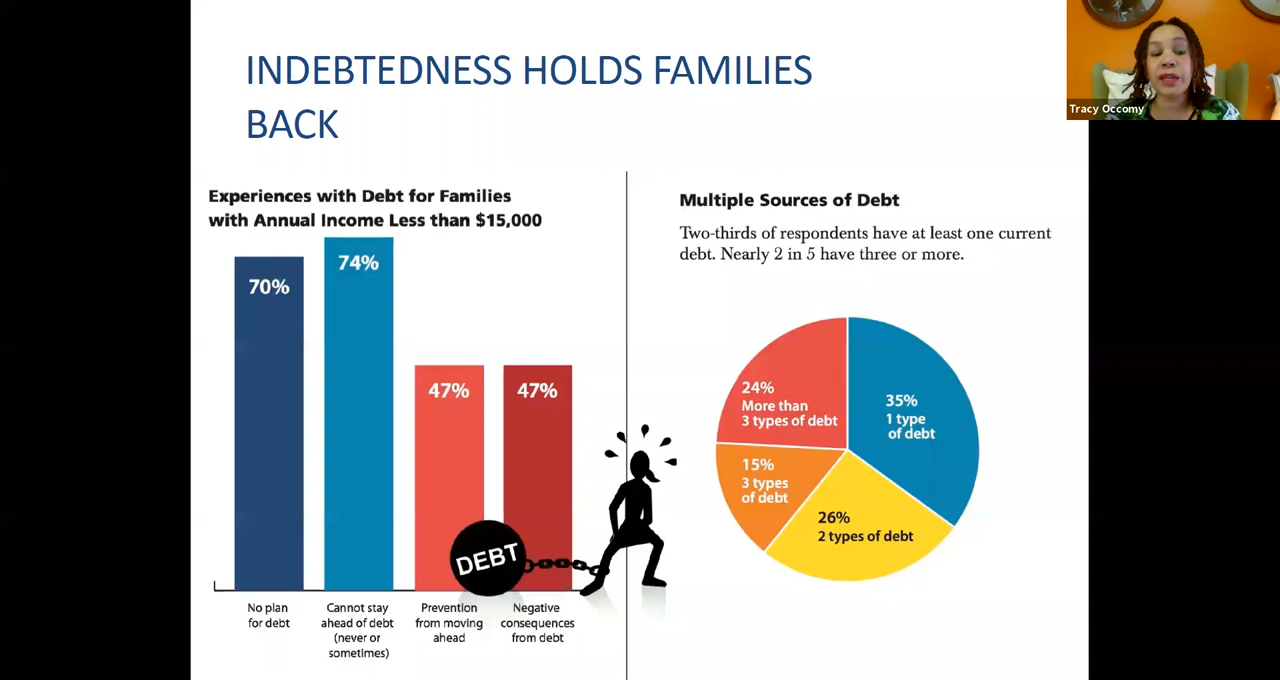 INDEBTEDNESS HOLDS FAMILIES
BACK
Tracy Occomy
Experiences with Debt for Families
with Annual Income Less than $15,000
70%
74%
47%
47%
DEBT
No plan
for debt
Cannot stay
ahead of debt
(never or
sometimes)
Prevention
from moving
ahead
Negative
consequences
from debt
Multiple Sources of Debt
Two-thirds of respondents have at least one current
debt. Nearly 2 in 5 have three or more.
24%
More than
3 types of debt
35%
1 type
of debt
15%
3 types
of debt
26%
2 types of debt